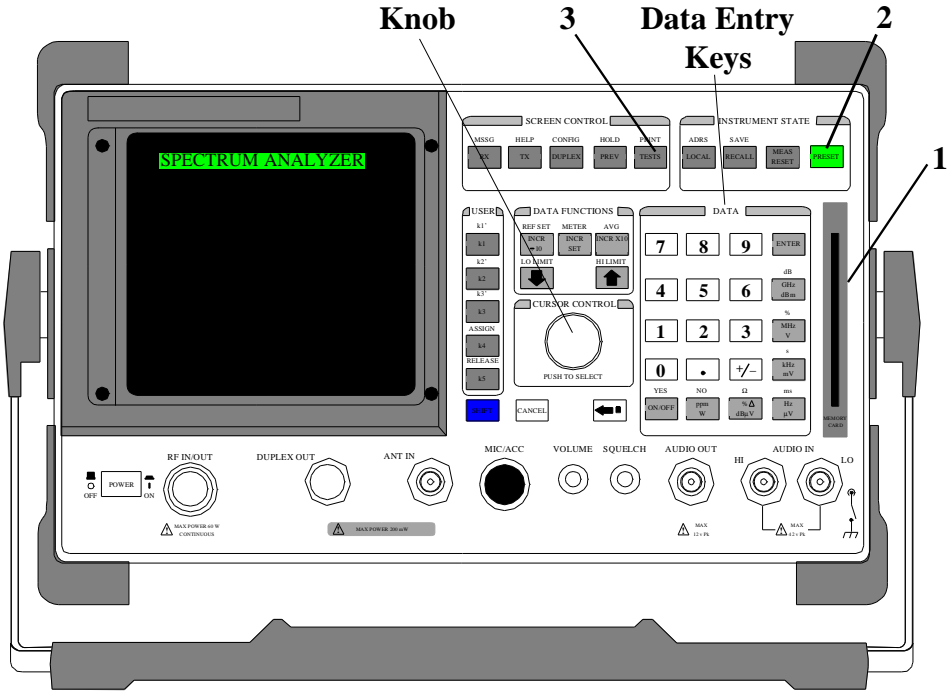 Knob 3 Data Entry Keys 2
1
SPECTRUM ANALYZER
SCREEN CONTROL
MSSG HELP CONFIG HOLD PRINT
RX TX DUPLEX PREV TESTS
INSTRUMENT STATE
ADRS SAVE
LOCAL RECALL MEAS RESET PRESET
USER
k1'
k1
k2'
k2
k3'
k3
ASSIGN
k4
RELEASE
k5
DATA FUNCTIONS
REF SET METER AVG
INCR ÷10 INCR SET INCR X10
LO LIMIT HI LIMIT
CURSOR CONTROL
PUSH TO SELECT
DATA
7 8 9 ENTER
dB
4 5 6 GHz dBm
%
1 2 3 MHz V
s
0 . +/− kHz mV
YES NO Ω ms
ON/OFF ppm W %Δ dBμV Hz μV
MEMORY CARD
SHIFT CANCEL
RF IN/OUT DUPLEX OUT ANT IN MIC/ACC VOLUME SQUELCH AUDIO OUT AUDIO IN
HI LO
OFF POWER ON
MAX POWER 60 W CONTINUOUS
MAX POWER 200 mW
MAX 12 v Pk
MAX 42 v Pk